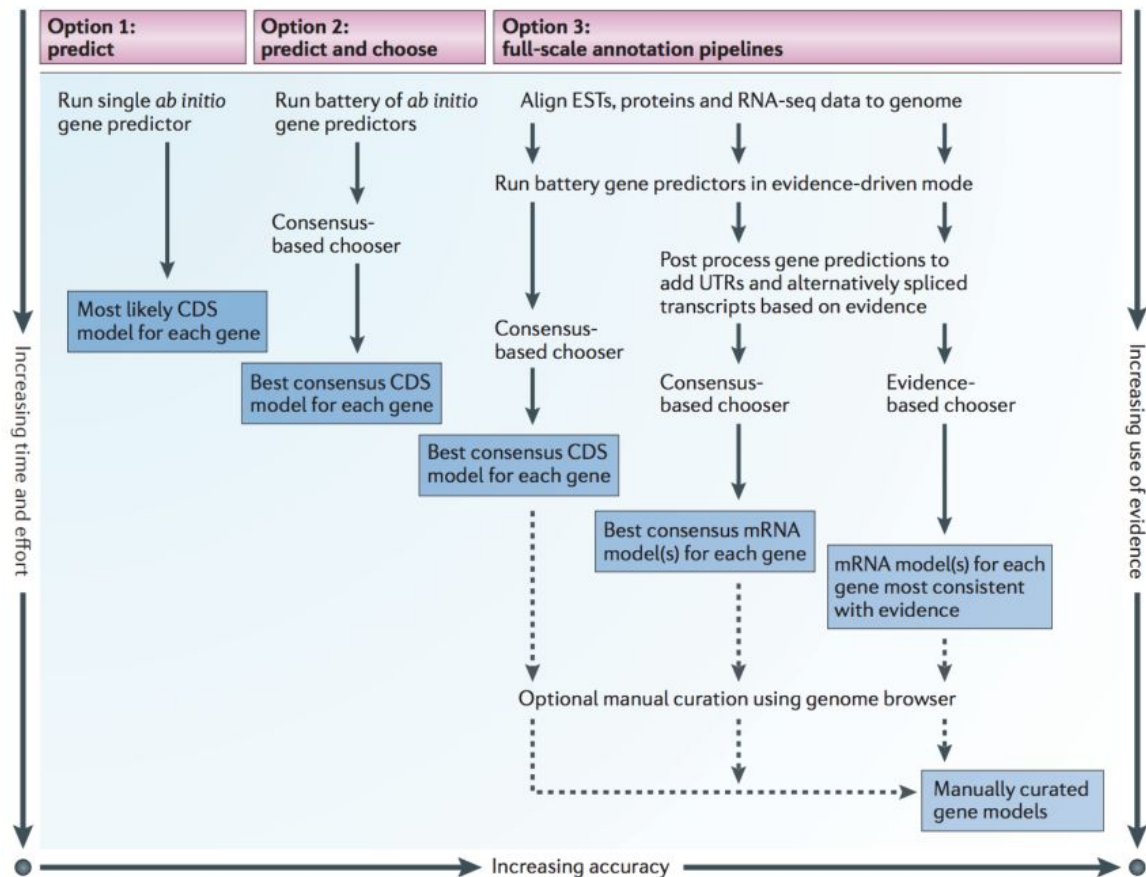 Option 1:
predict
Option 2:
predict and choose
Option 3:
full-scale annotation pipelines
Run single ab initio
gene predictor
Most likely CDS
model for each gene
Run battery of ab initio
gene predictors
Consensus-
based chooser
Best consensus CDS
model for each gene
Align ESTs, proteins and RNA-seq data to genome
Run battery gene predictors in evidence-driven mode
Consensus-
based chooser
Best consensus CDS
model for each gene
Post process gene predictions to
add UTRs and alternatively spliced
transcripts based on evidence
Consensus-
based chooser
Best consensus mRNA
model(s) for each gene
Evidence-
based chooser
mRNA model(s) for each
gene most consistent
with evidence
Optional manual curation using genome browser
Manually curated
gene models
Increasing time and effort
Increasing use of evidence
Increasing accuracy